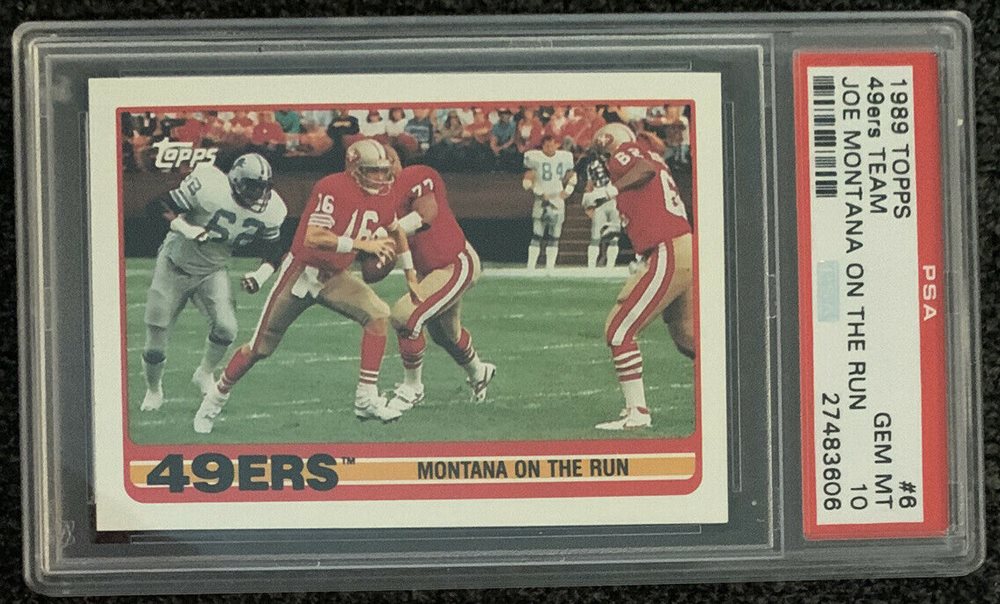 topps
62
16
16
77
84
49ERS™
MONTANA ON THE RUN
1989 TOPPS #6
49ers TEAM GEM MT
JOE MONTANA ON THE RUN 10
27483606
PSA